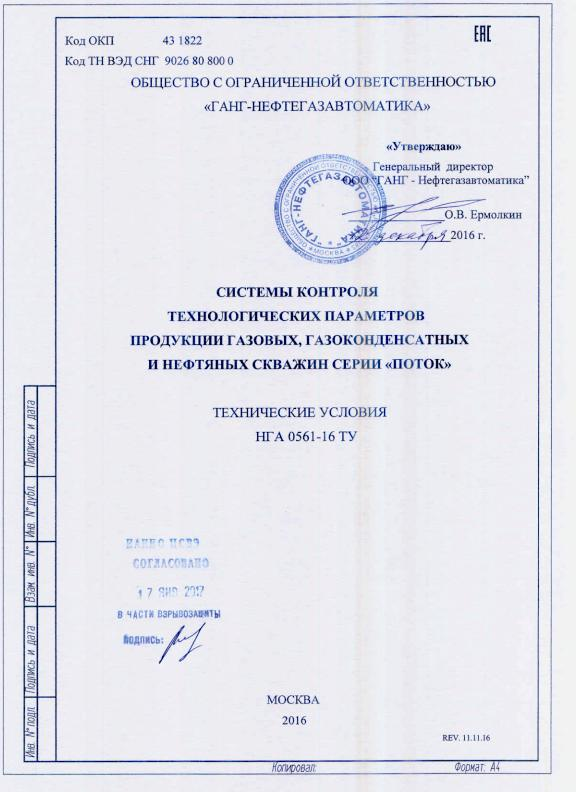 Код ОКП 43 1822
EAC
Код ТН ВЭД СНГ 9026 80 800 0
ОБЩЕСТВО С ОГРАНИЧЕННОЙ ОТВЕТСТВЕННОСТЬЮ
«ГАНГ-НЕФТЕГАЗАВТОМАТИКА»
«Утверждаю»
Генеральный директор
ООО "ГАНГ - Нефтегазавтоматика"
О.В. Ермолкин
декабря 2016 г.
ОБЩЕСТВО С ОГРАНИЧЕННОЙ ОТВЕТСТВЕННОСТЬЮ
"ГАНГ-НЕФТЕГАЗАВТОМАТИКА"
МОСКВА
СИСТЕМЫ КОНТРОЛЯ
ТЕХНОЛОГИЧЕСКИХ ПАРАМЕТРОВ
ПРОДУКЦИИ ГАЗОВЫХ, ГАЗОКОНДЕНСАТНЫХ
И НЕФТЯНЫХ СКВАЖИН СЕРИИ «ПОТОК»
ТЕХНИЧЕСКИЕ УСЛОВИЯ
НГА 0561-16 ТУ
Подпись и дата
Инв. № дубл.
Взам. инв. №
Подпись и дата
Инв. № подл.
НАННО ЦСВЭ
СОГЛАСОВАНО
17 ЯНВ 2017
В ЧАСТИ ВЗРЫВОЗАЩИТЫ
ПОДПИСЬ:
МОСКВА
2016
REV. 11.11.16
Копировал:
Формат: А4